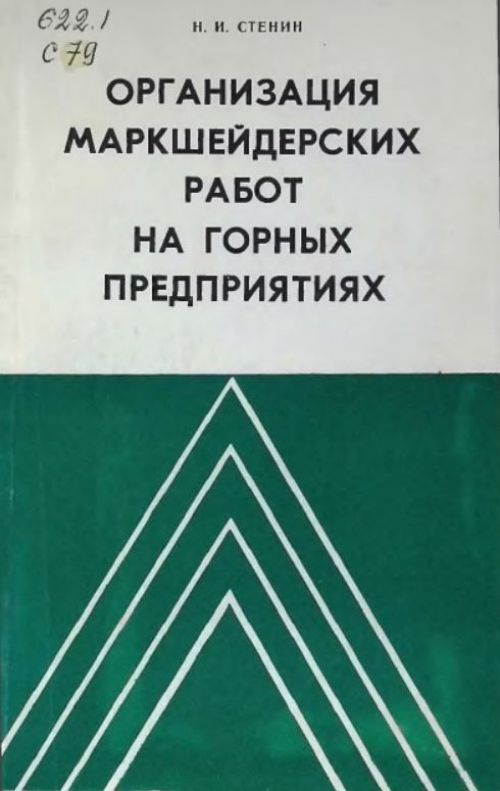 622.1
С 79
Н. И. СТЕНИН
ОРГАНИЗАЦИЯ
МАРКШЕЙДЕРСКИХ
РАБОТ
НА ГОРНЫХ
ПРЕДПРИЯТИЯХ